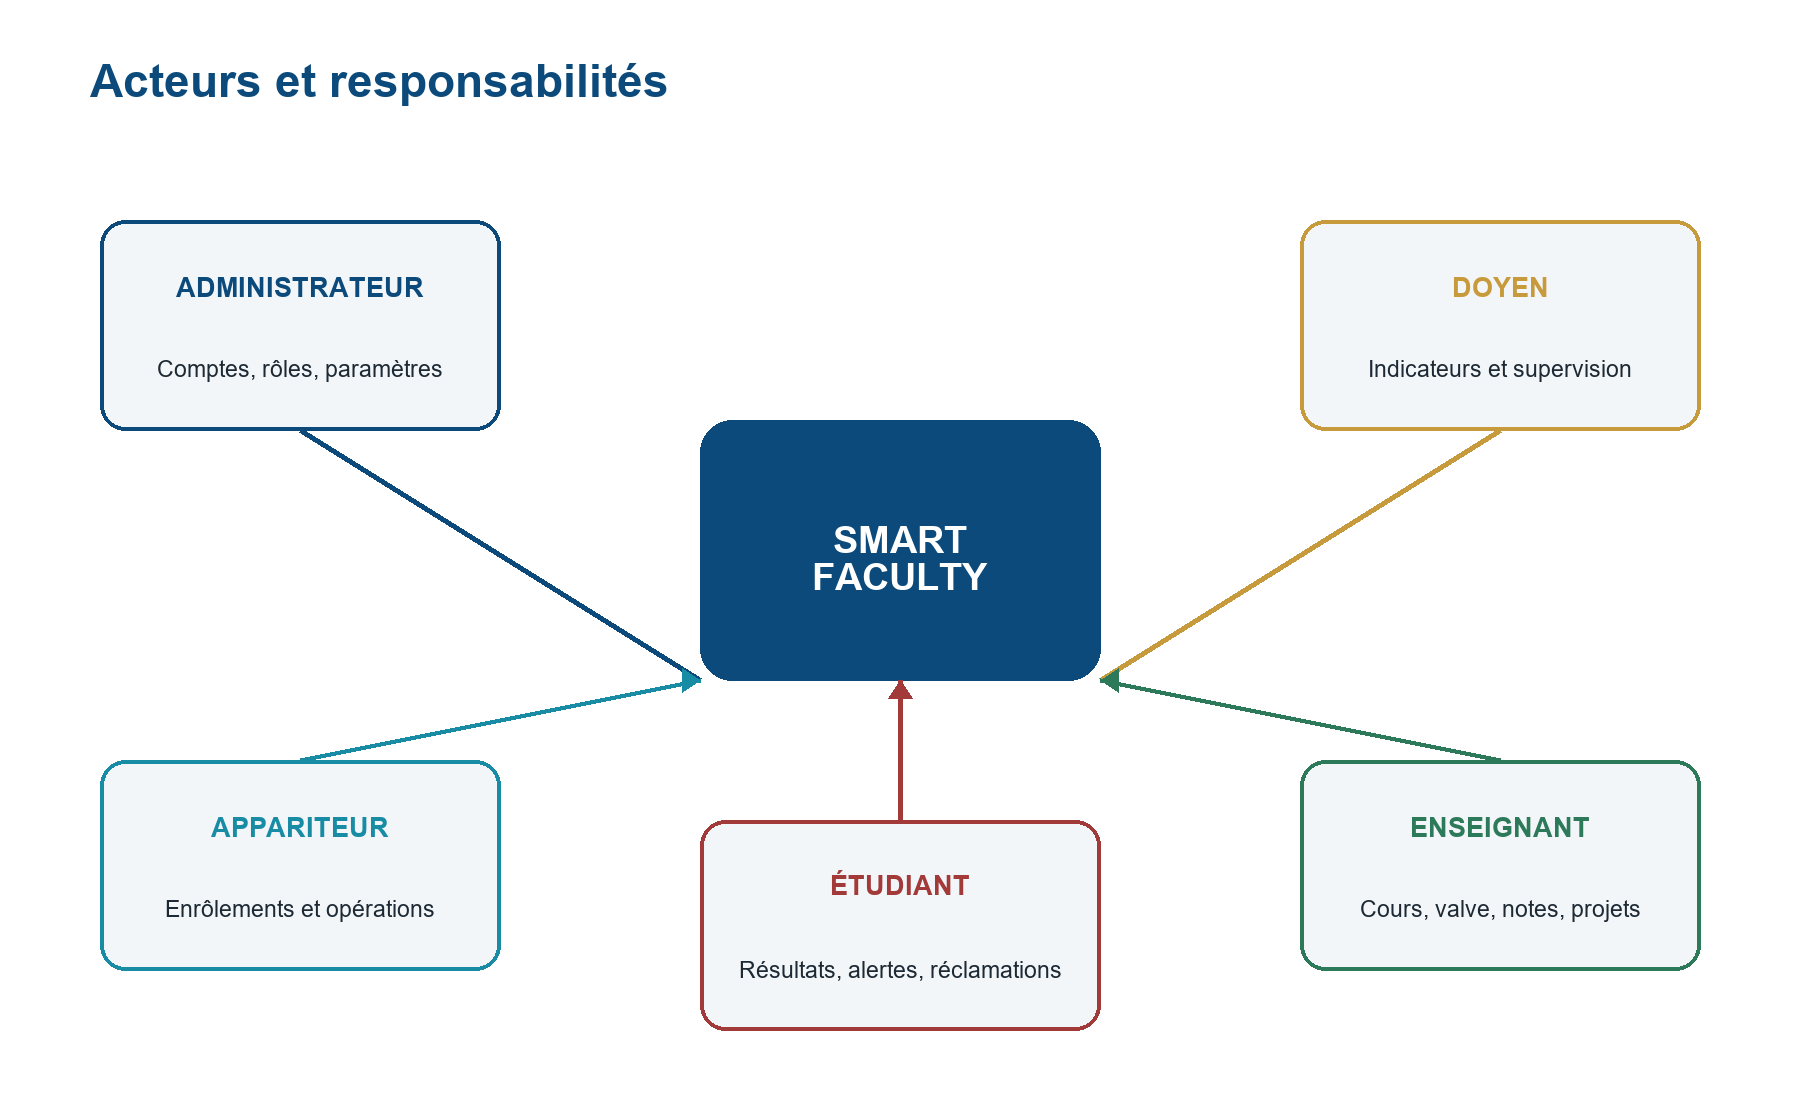 Acteurs et responsabilités
ADMINISTRATEUR
Comptes, rôles, paramètres
DOYEN
Indicateurs et supervision
SMART
FACULTY
APPARITEUR
Enrôlements et opérations
ÉTUDIANT
Résultats, alertes, réclamations
ENSEIGNANT
Cours, valve, notes, projets